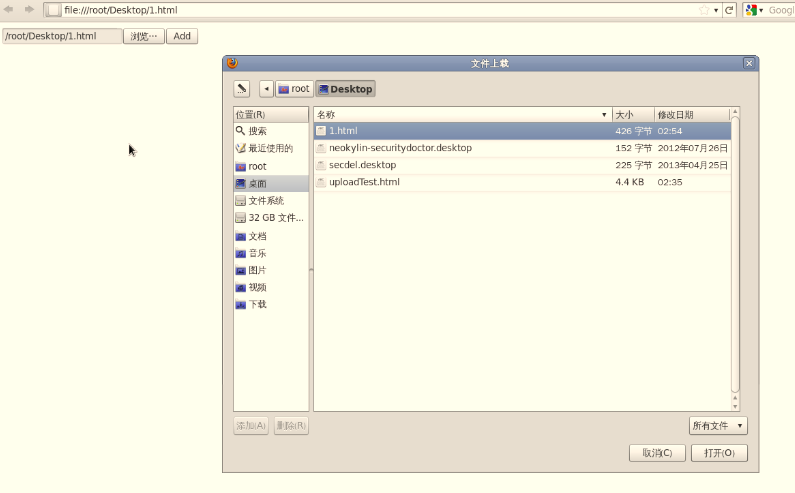 file:///root/Desktop/1.html
Googl
/root/Desktop/1.html 浏览… Add
文件上载
root Desktop
位置(R) 名称 大小 修改日期
搜索 1.html 426 字节 02:54
最近使用的 neokylin-securitydoctor.desktop 152 字节 2012年07月26日
root secdel.desktop 225 字节 2013年04月25日
桌面 uploadTest.html 4.4 KB 02:35
文件系统
32 GB 文件...
文档
音乐
图片
视频
下载
添加(A) 删除(R) 所有文件
取消(C) 打开(O)